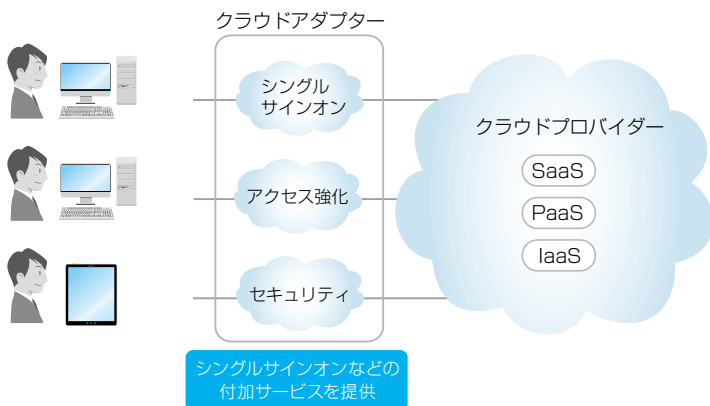 クラウドアダプター
シングル
サインオン
アクセス強化
セキュリティ
クラウドプロバイダー
SaaS
PaaS
IaaS
シングルサインオンなどの
付加サービスを提供